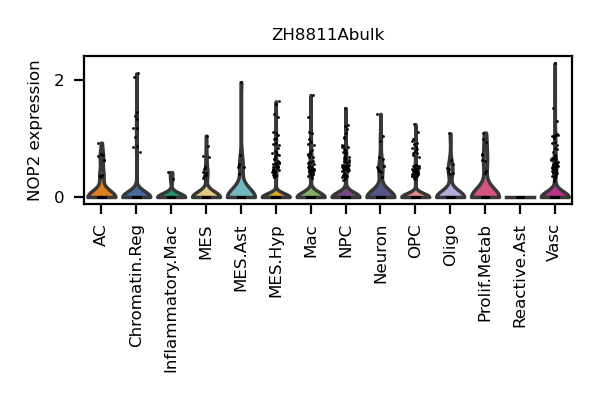 ZH8811Abulk
NOP2 expression
2
0
AC
Chromatin.Reg
Inflammatory.Mac
MES
MES.Ast
MES.Hyp
Mac
NPC
Neuron
OPC
Oligo
Prolif.Metab
Reactive.Ast
Vasc